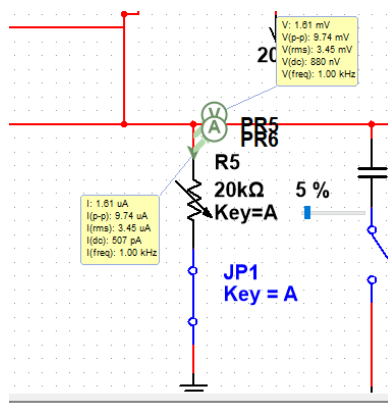 V: 1.61 mV
V(p-p): 9.74 mV
V(rms): 3.45 mV
V(dc): 880 nV
V(freq): 1.00 kHz
20
V
A
PR5
PR6
R5
20kΩ
5 %
Key=A
I: 1.61 uA
I(p-p): 9.74 uA
I(rms): 3.45 uA
I(dc): 507 pA
I(freq): 1.00 kHz
JP1
Key = A